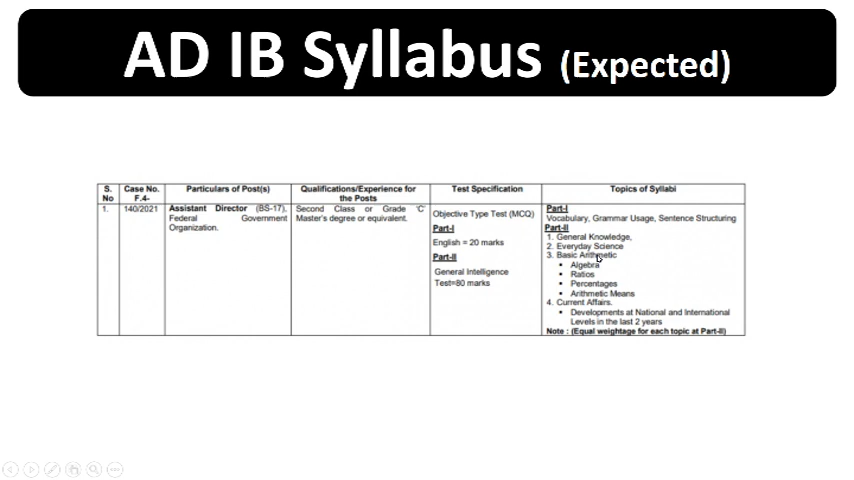 AD IB Syllabus (Expected)
S. No
Case No. F.4-
Particulars of Post(s)
Qualifications/Experience for the Posts
Test Specification
Topics of Syllabi
1.
140/2021
Assistant Director (BS-17),
Federal Government
Organization.
Second Class or Grade 'C'
Master's degree or equivalent.
Objective Type Test (MCQ)
Part-I
English = 20 marks
Part-II
General Intelligence
Test=80 marks
Part-I
Vocabulary, Grammar Usage, Sentence Structuring
Part-II
1. General Knowledge,
2. Everyday Science
3. Basic Arithmetic
▪ Algebra
▪ Ratios
▪ Percentages
▪ Arithmetic Means
4. Current Affairs.
▪ Developments at National and International
Levels in the last 2 years
Note : (Equal weightage for each topic at Part-II)